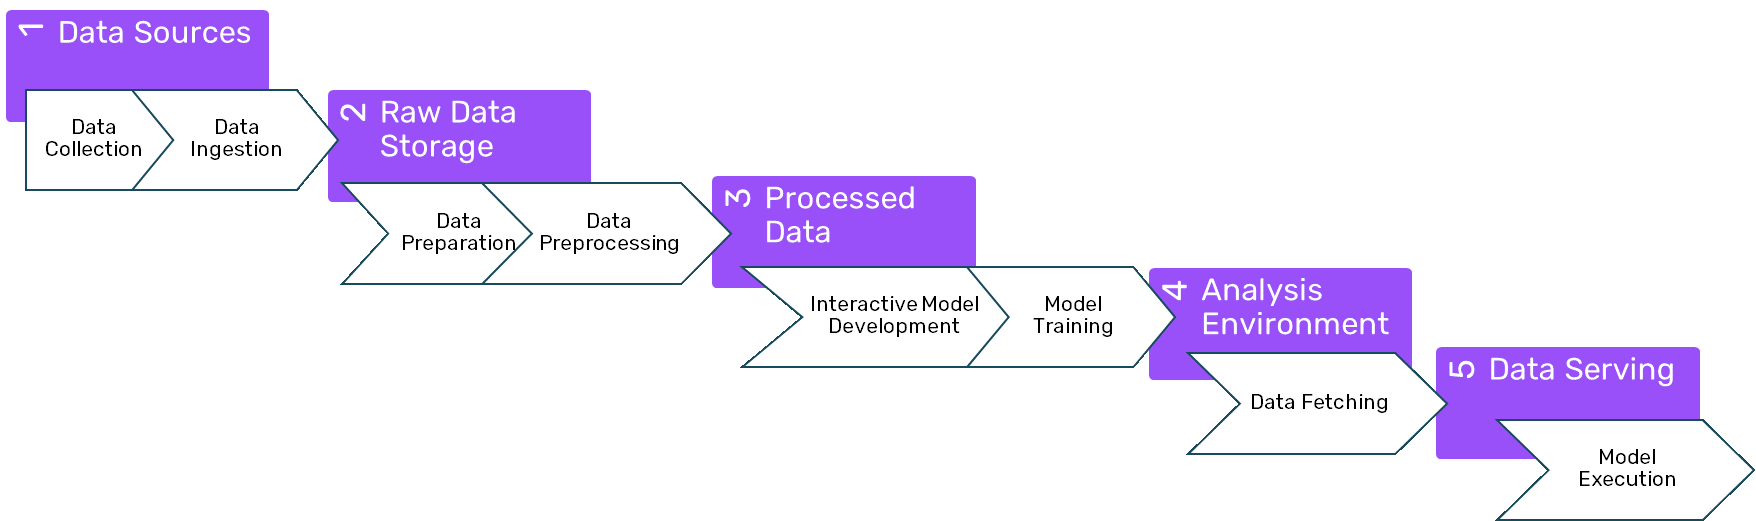 1 Data Sources
Data
Collection
Data
Ingestion
2 Raw Data
Storage
Data
Preparation
Data
Preprocessing
3 Processed
Data
Interactive Model
Development
Model
Training
4 Analysis
Environment
Data Fetching
5 Data Serving
Model
Execution